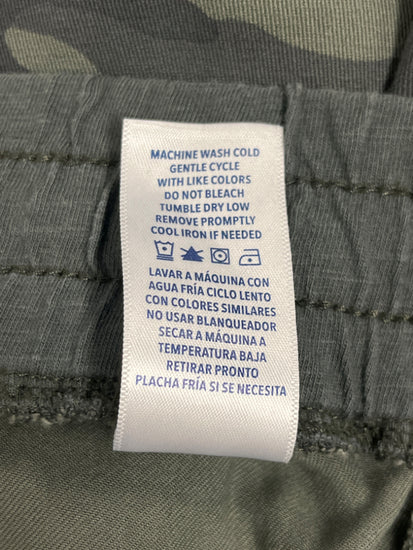 MACHINE WASH COLD
GENTLE CYCLE
WITH LIKE COLORS
DO NOT BLEACH
TUMBLE DRY LOW
REMOVE PROMPTLY
COOL IRON IF NEEDED
LAVAR A MÁQUINA CON
AGUA FRÍA CICLO LENTO
CON COLORES SIMILARES
NO USAR BLANQUEADOR
SECAR A MÁQUINA A
TEMPERATURA BAJA
RETIRAR PRONTO
PLACHA FRÍA SI SE NECESITA